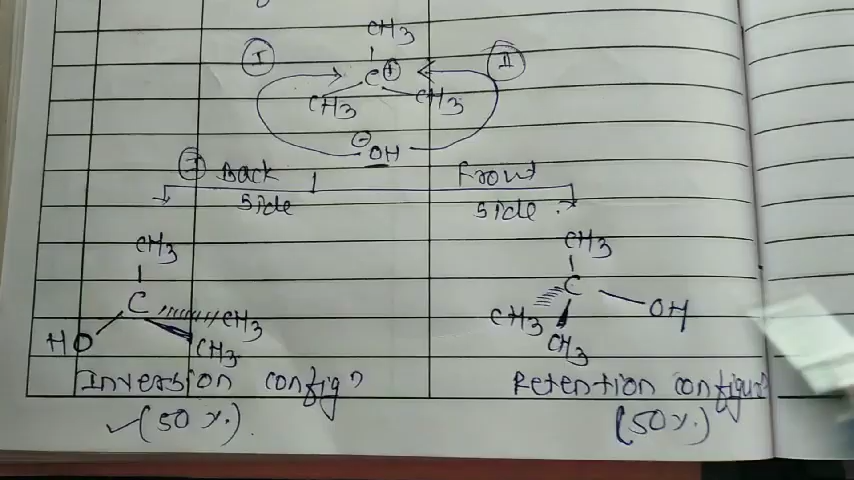 CH3
I
C+
II
CH3
CH3
⊖OH
Back
Side
Front
Side
CH3
C
CH3
HO
CH3
Inversion config
(50%)
CH3
C
OH
CH3
CH3
Retention configu
(50%)